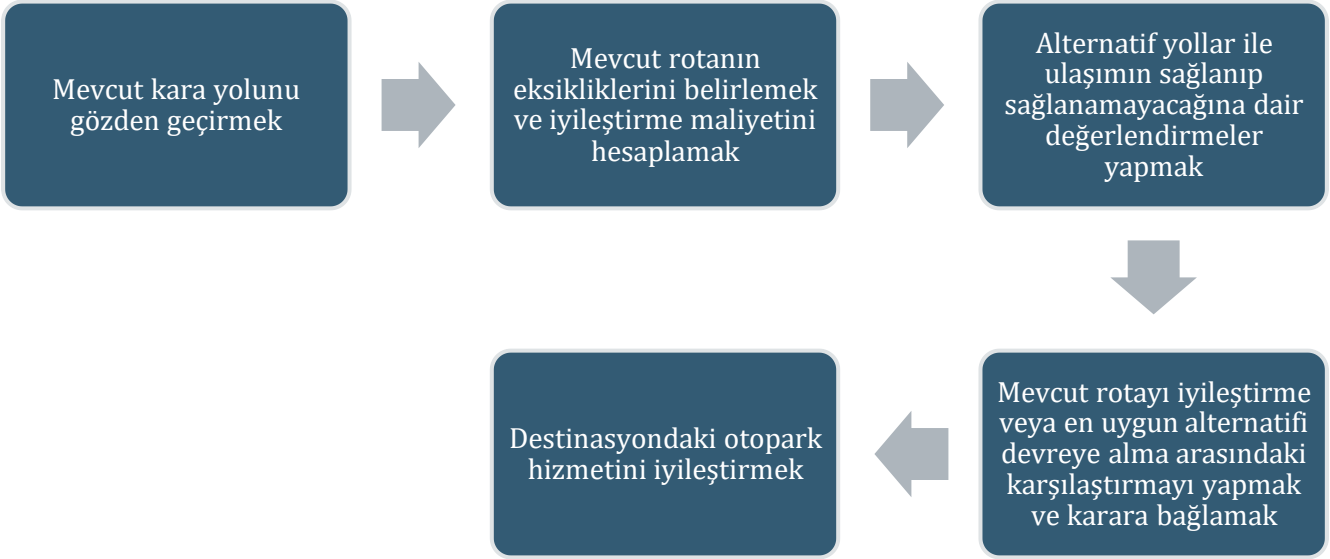 Mevcut kara yolunu
gözden geçirmek
Mevcut rotanın
eksikliklerini belirlemek
ve iyileştirme maliyetini
hesaplamak
Alternatif yollar ile
ulaşımın sağlanıp
sağlanamayacağına dair
değerlendirmeler
yapmak
Mevcut rotayı iyileştirme
veya en uygun alternatifi
devreye alma arasındaki
karşılaştırmayı yapmak
ve karara bağlamak
Destinasyondaki otopark
hizmetini iyileştirmek